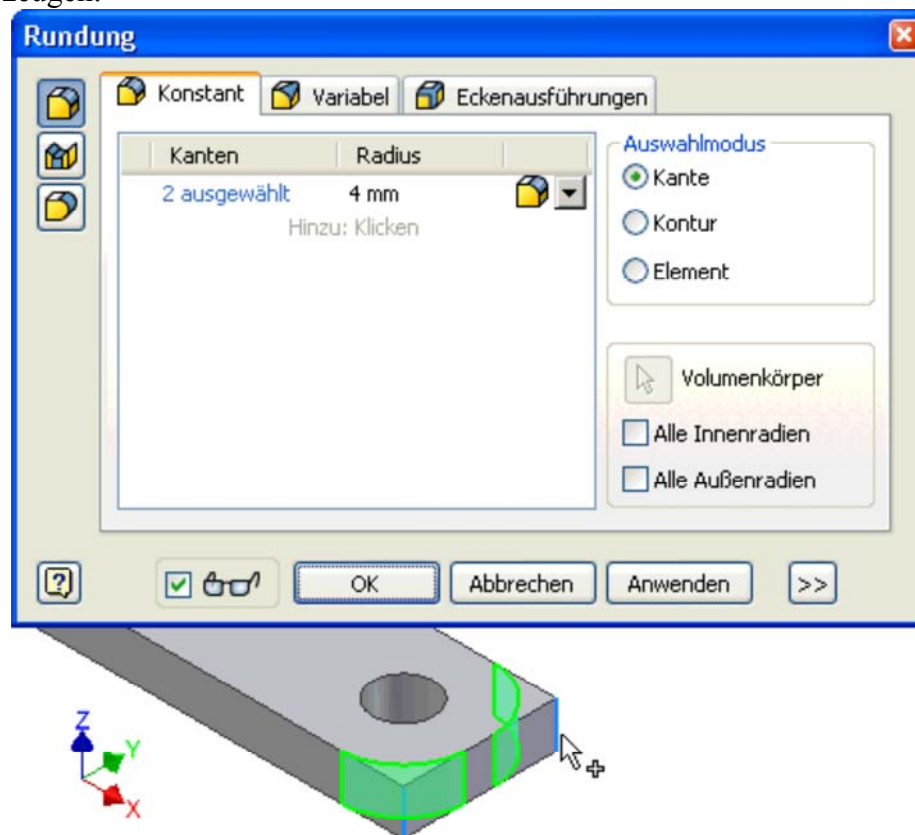 zeugen.
Rundung
Konstant Variabel Eckenausführungen
Kanten Radius
2 ausgewählt 4 mm
Hinzu: Klicken
Auswahlmodus
Kante
Kontur
Element
Volumenkörper
Alle Innenradien
Alle Außenradien
OK Abbrechen Anwenden >>
Z
Y
X